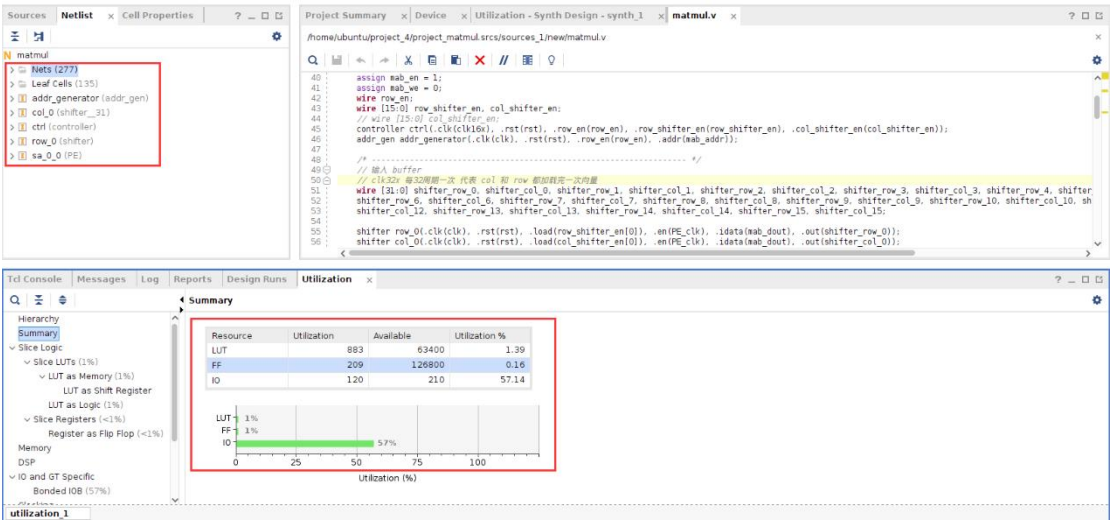 Sources Netlist × Cell Properties ? _ □
N matmul
> Nets (277)
> Leaf Cells (135)
> addr_generator (addr_gen)
> col_0 (shifter__31)
> ctrl (controller)
> row_0 (shifter)
> sa_0_0 (PE)
Project Summary × Device × Utilization - Synth Design - synth_1 × matmul.v ×
/home/ubuntu/project_4/project_matmul.srcs/sources_1/new/matmul.v
40 assign mab_en = 1;
41 assign mab_we = 0;
42 wire row_en;
43 wire [15:0] row_shifter_en, col_shifter_en;
44 // wire [15:0] col_shifter_en;
45 controller ctrl(.clk(clk16x), .rst(rst), .row_en(row_en), .row_shifter_en(row_shifter_en), .col_shifter_en(col_shifter_en));
46 addr_gen addr_generator(.clk(clk), .rst(rst), .row_en(row_en), .addr(mab_addr));
47
48 /* ---------------------------------------------------------------- */
49 // 输入 buffer
50 // clk32x 每32周期一次 代表 col 和 row 都加载完一次向量
51 wire [31:0] shifter_row_0, shifter_col_0, shifter_row_1, shifter_col_1, shifter_row_2, shifter_col_2, shifter_row_3, shifter_col_3, shifter_row_4, shifter
52 shifter_row_6, shifter_col_6, shifter_row_7, shifter_col_7, shifter_row_8, shifter_col_8, shifter_row_9, shifter_col_9, shifter_row_10, shifter_col_10, sh
53 shifter_col_12, shifter_row_13, shifter_col_13, shifter_row_14, shifter_col_14, shifter_row_15, shifter_col_15;
54
55 shifter row_0(.clk(clk), .rst(rst), .load(row_shifter_en[0]), .en(PE_clk), .idata(mab_dout), .out(shifter_row_0));
56 shifter col_0(.clk(clk), .rst(rst), .load(col_shifter_en[0]), .en(PE_clk), .idata(mab_dout), .out(shifter_col_0));
Tcl Console Messages Log Reports Design Runs Utilization ×
Summary
Hierarchy
Summary
Slice Logic
Slice LUTs (1%)
LUT as Memory (1%)
LUT as Shift Register
LUT as Logic (1%)
Slice Registers (<1%)
Register as Flip Flop (<1%)
Memory
DSP
IO and GT Specific
Bonded IOB (57%)
Resource Utilization Available Utilization %
LUT 883 63400 1.39
FF 209 126800 0.16
IO 120 210 57.14
LUT 1%
FF 1%
IO 57%
0 25 50 75 100
Utilization (%)
utilization_1